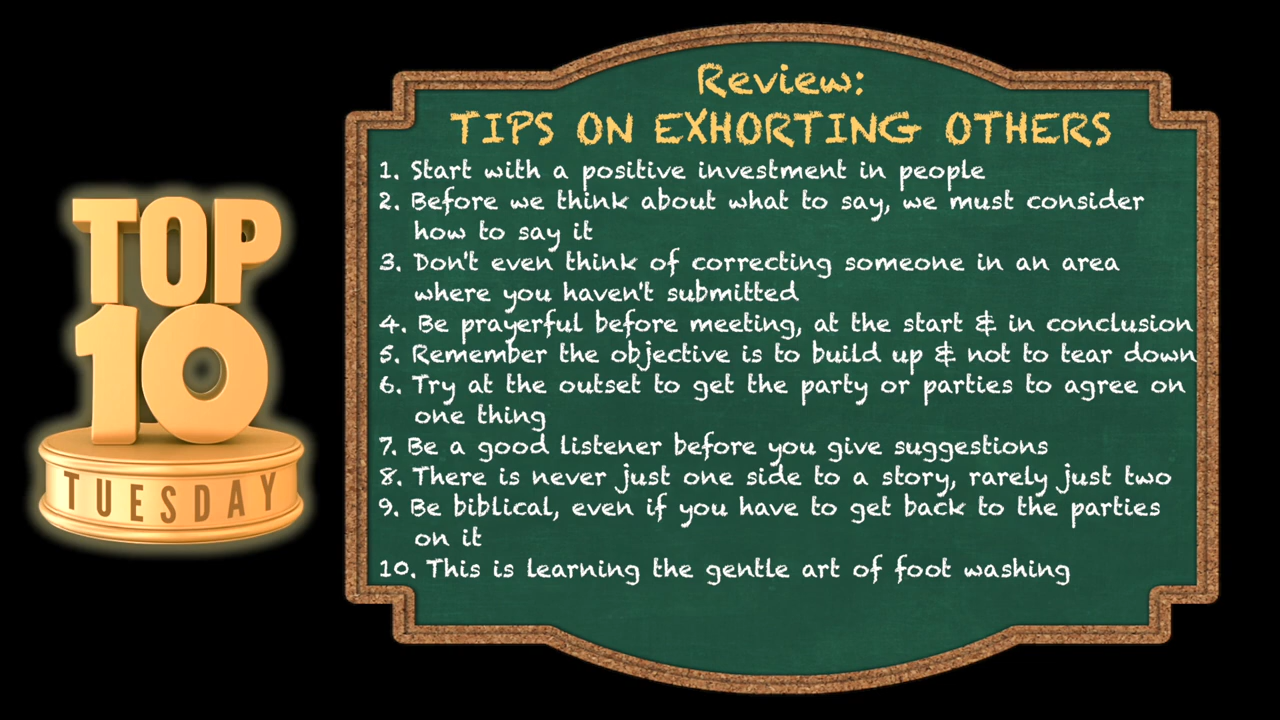 TOP
10
TUESDAY
Review:
TIPS ON EXHORTING OTHERS
1. Start with a positive investment in people
2. Before we think about what to say, we must consider
how to say it
3. Don't even think of correcting someone in an area
where you haven't submitted
4. Be prayerful before meeting, at the start & in conclusion
5. Remember the objective is to build up & not to tear down
6. Try at the outset to get the party or parties to agree on
one thing
7. Be a good listener before you give suggestions
8. There is never just one side to a story, rarely just two
9. Be biblical, even if you have to get back to the parties
on it
10. This is learning the gentle art of foot washing